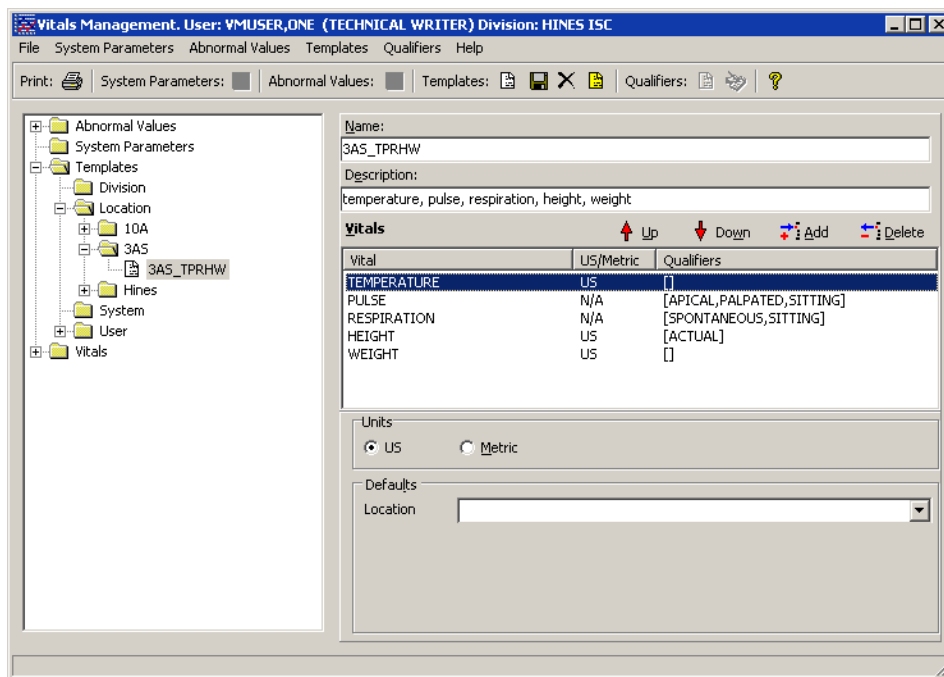 Vitals Management. User: VMUSER,ONE (TECHNICAL WRITER) Division: HINES ISC
File System Parameters Abnormal Values Templates Qualifiers Help
Print: System Parameters: Abnormal Values: Templates: Qualifiers:
Abnormal Values
System Parameters
Templates
Division
Location
10A
3AS
3AS_TPRHW
Hines
System
User
Vitals
Name:
3AS_TPRHW
Description:
temperature, pulse, respiration, height, weight
Vitals Up Down Add Delete
Vital US/Metric Qualifiers
TEMPERATURE US []
PULSE N/A [APICAL,PALPATED,SITTING]
RESPIRATION N/A [SPONTANEOUS,SITTING]
HEIGHT US [ACTUAL]
WEIGHT US []
Units
US Metric
Defaults
Location